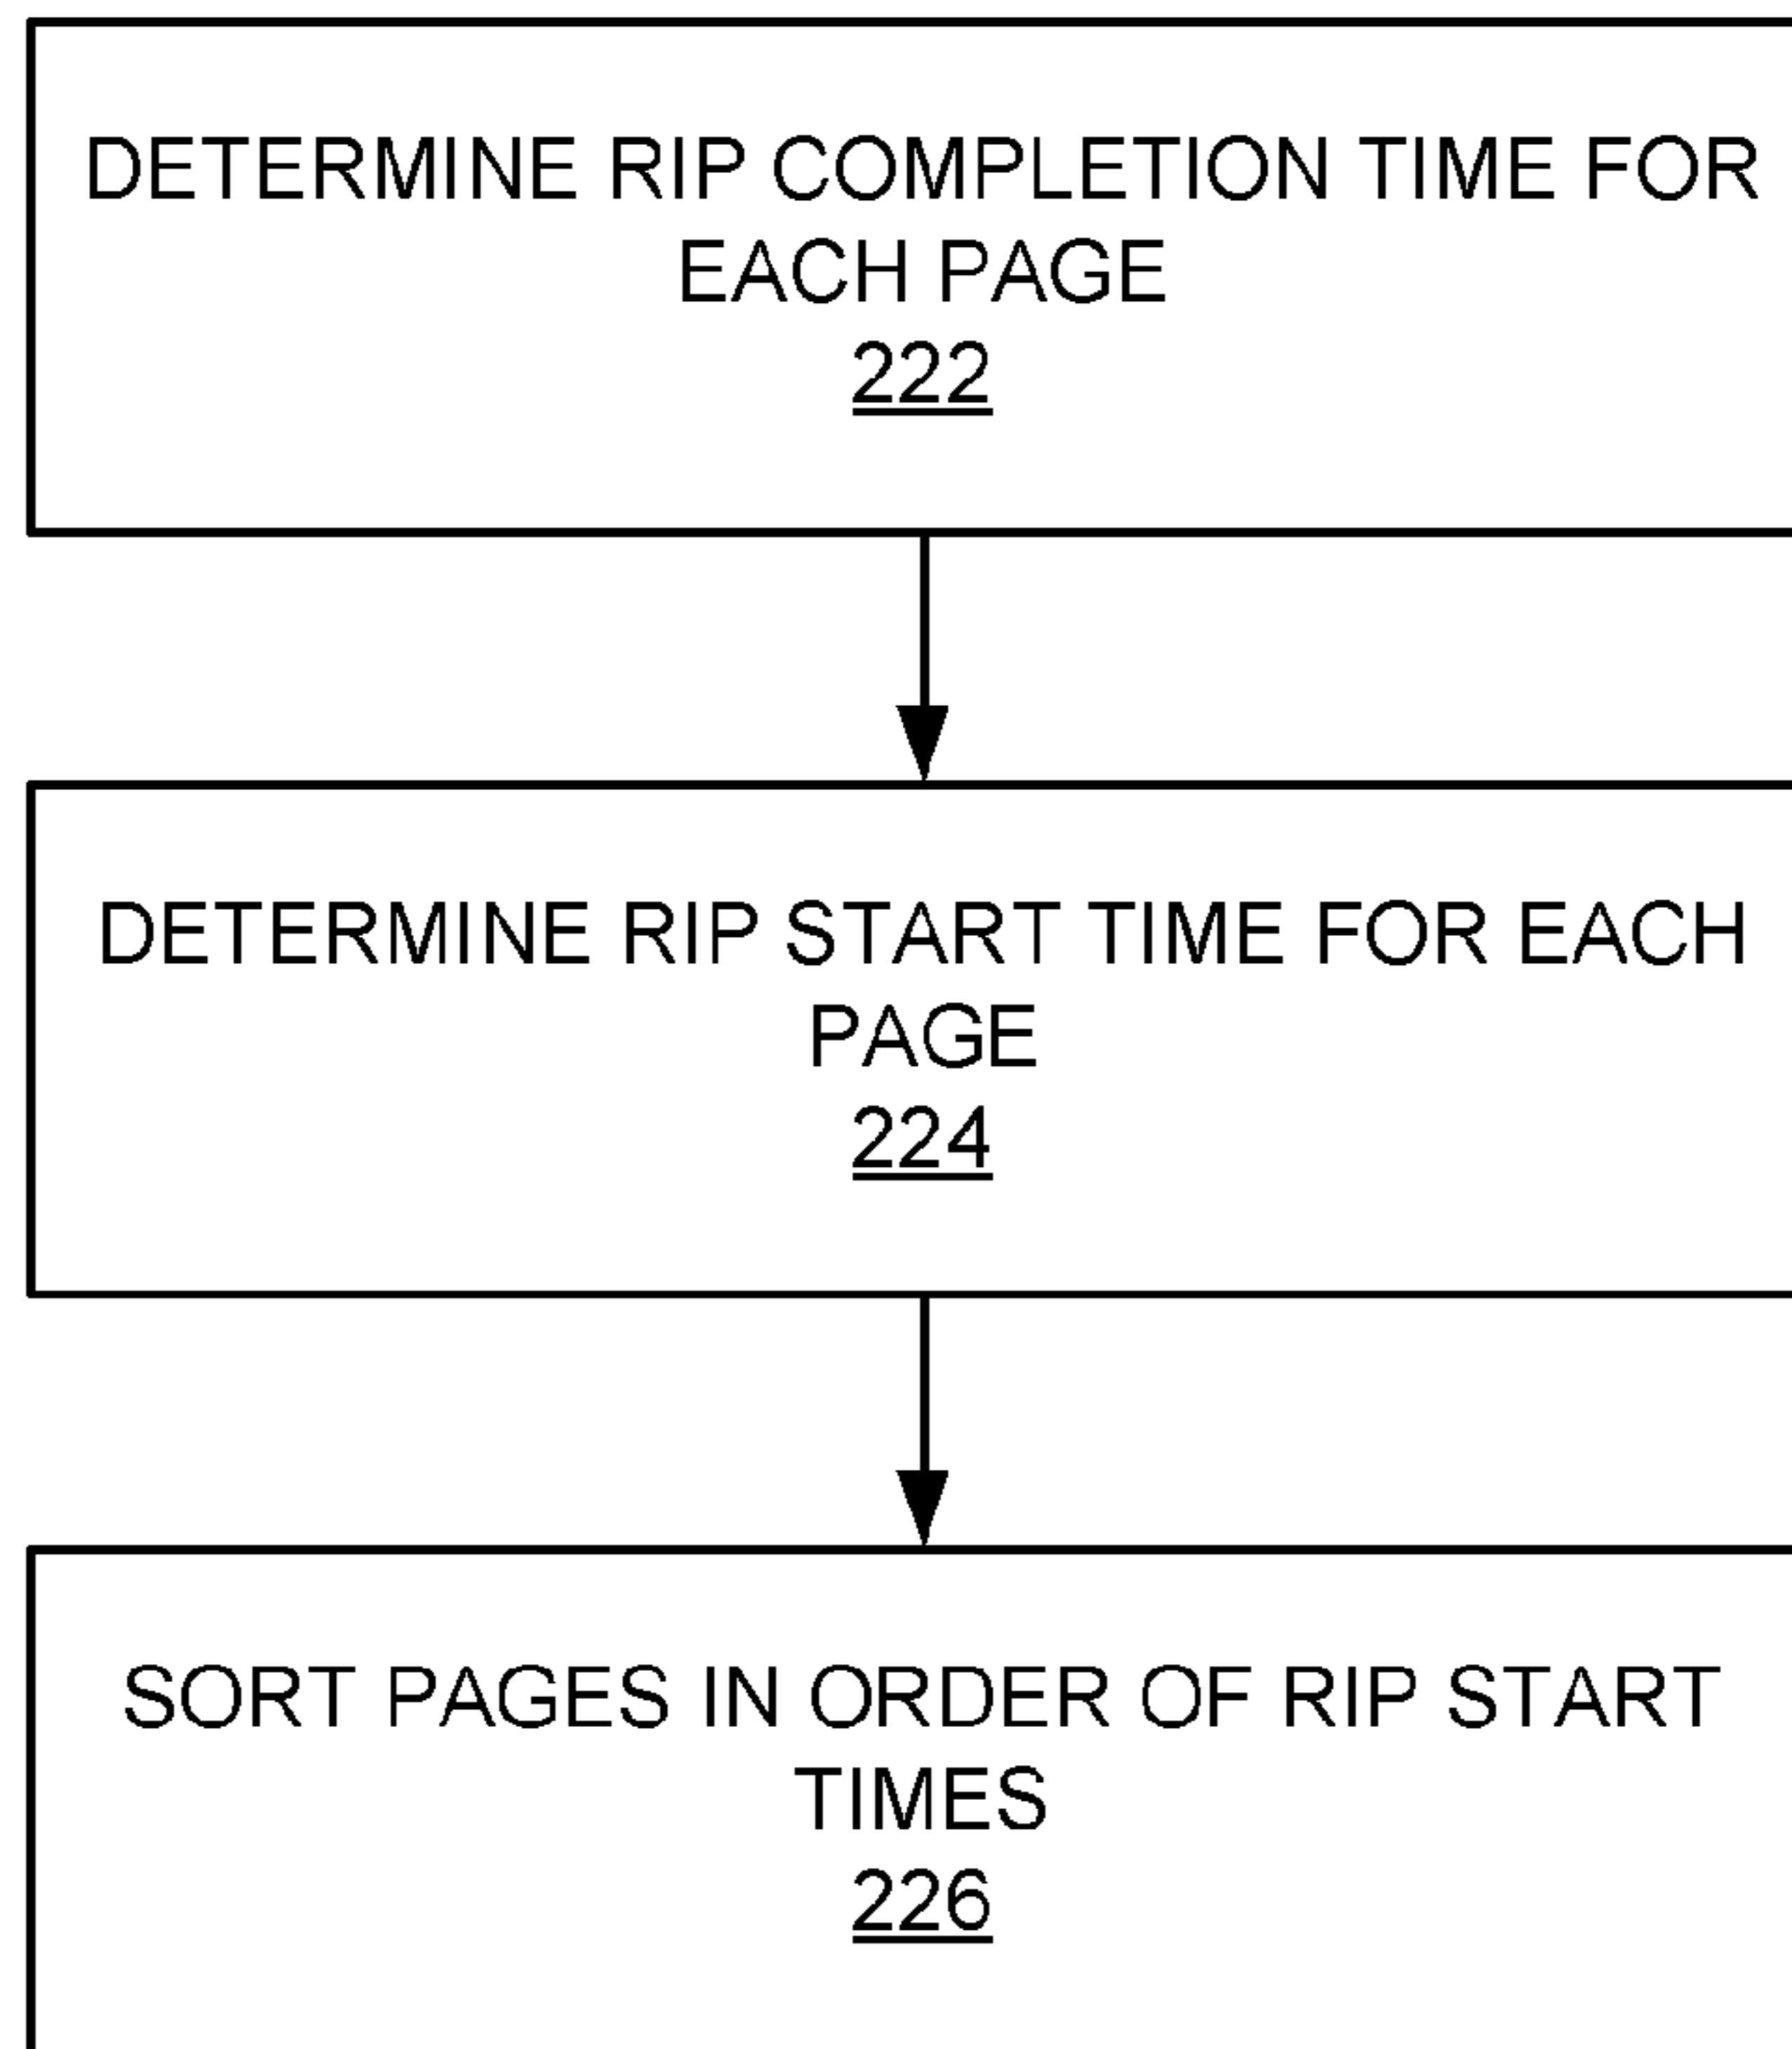 DETERMINE RIP COMPLETION TIME FOR
EACH PAGE
222
DETERMINE RIP START TIME FOR EACH
PAGE
224
SORT PAGES IN ORDER OF RIP START
TIMES
226